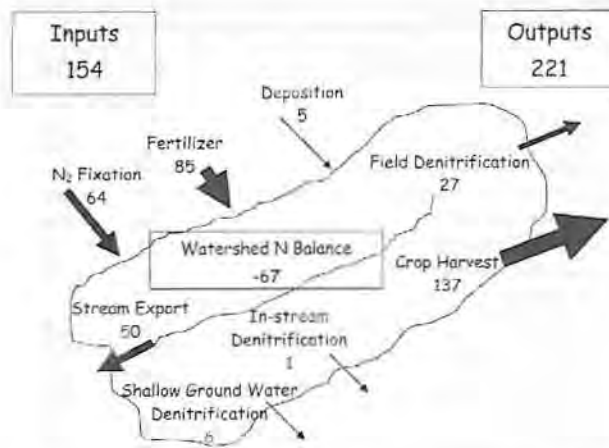 Inputs
154
Outputs
221
Deposition
5
Fertilizer
85
N₂ Fixation
64
Field Denitrification
27
Watershed N Balance
-67
Crop Harvest
137
Stream Export
50
In-stream
Denitrification
1
Shallow Ground Water
Denitrification
6